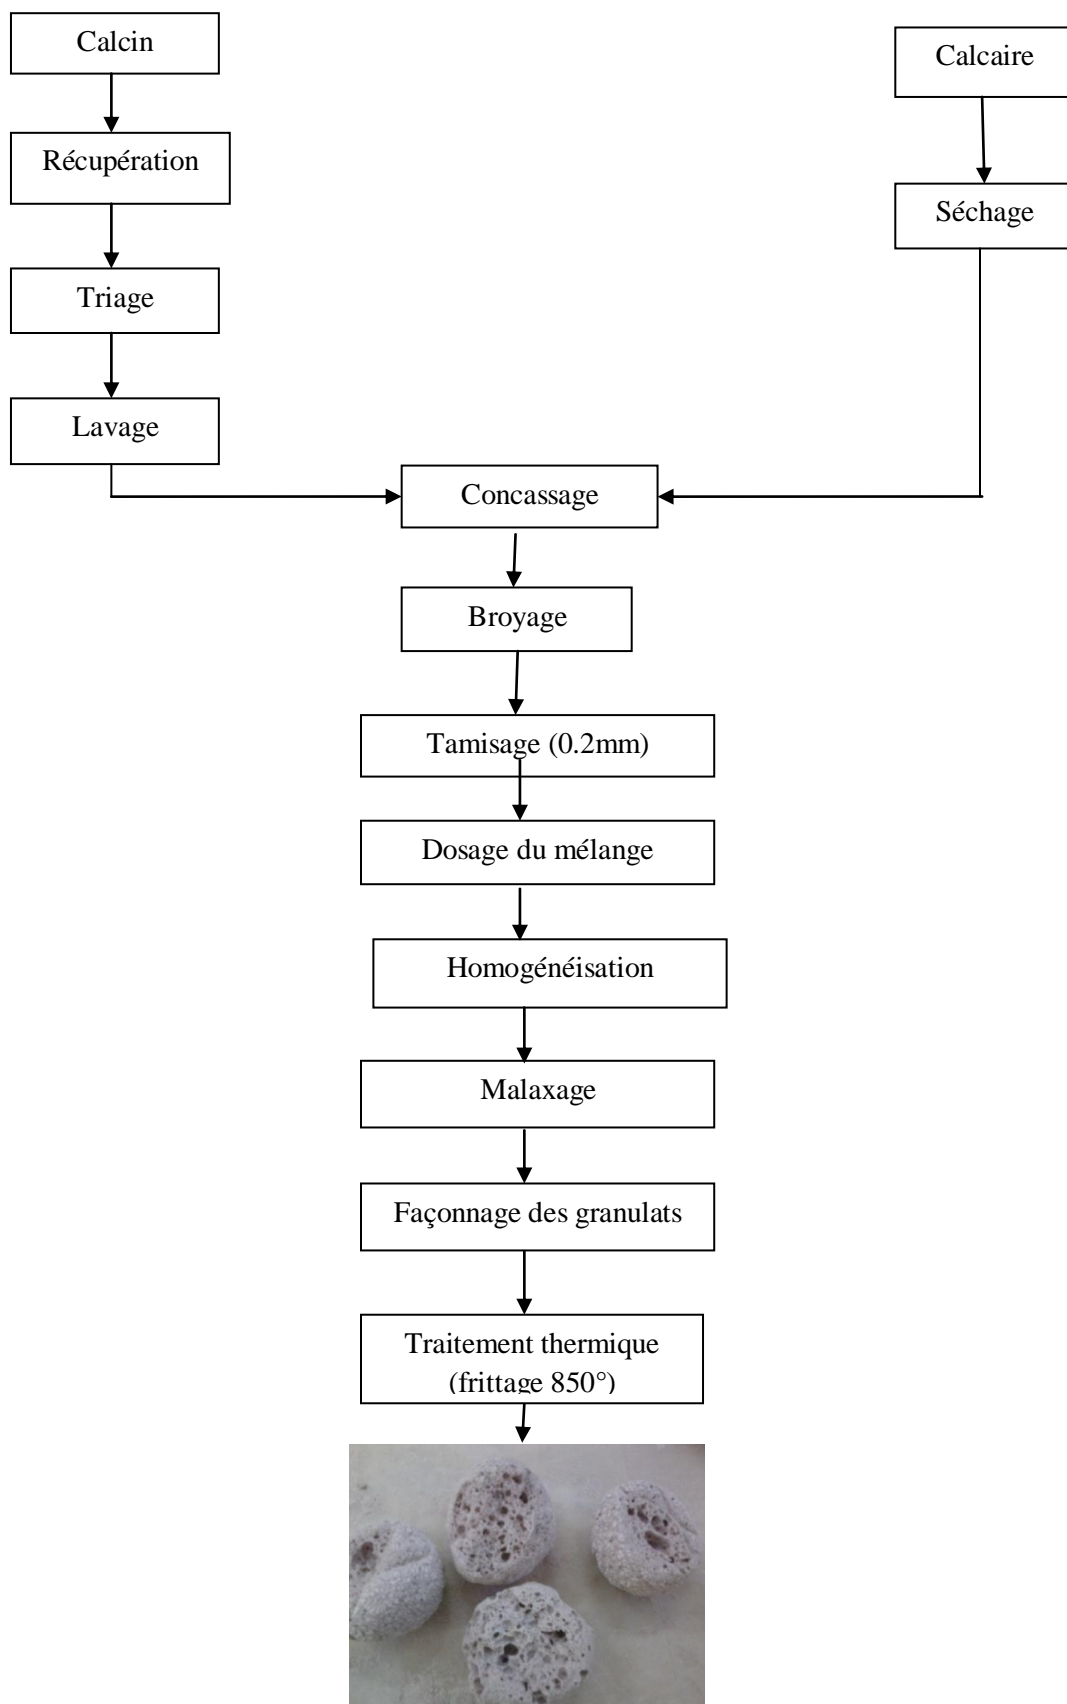 Calcin
Calcaire
Récupération
Séchage
Triage
Lavage
Concassage
Broyage
Tamisage (0.2mm)
Dosage du mélange
Homogénéisation
Malaxage
Façonnage des granulats
Traitement thermique
(frittage 850°)